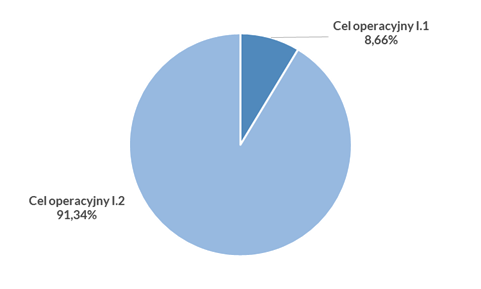 Cel operacyjny I.1
8,66%
Cel operacyjny I.2
91,34%